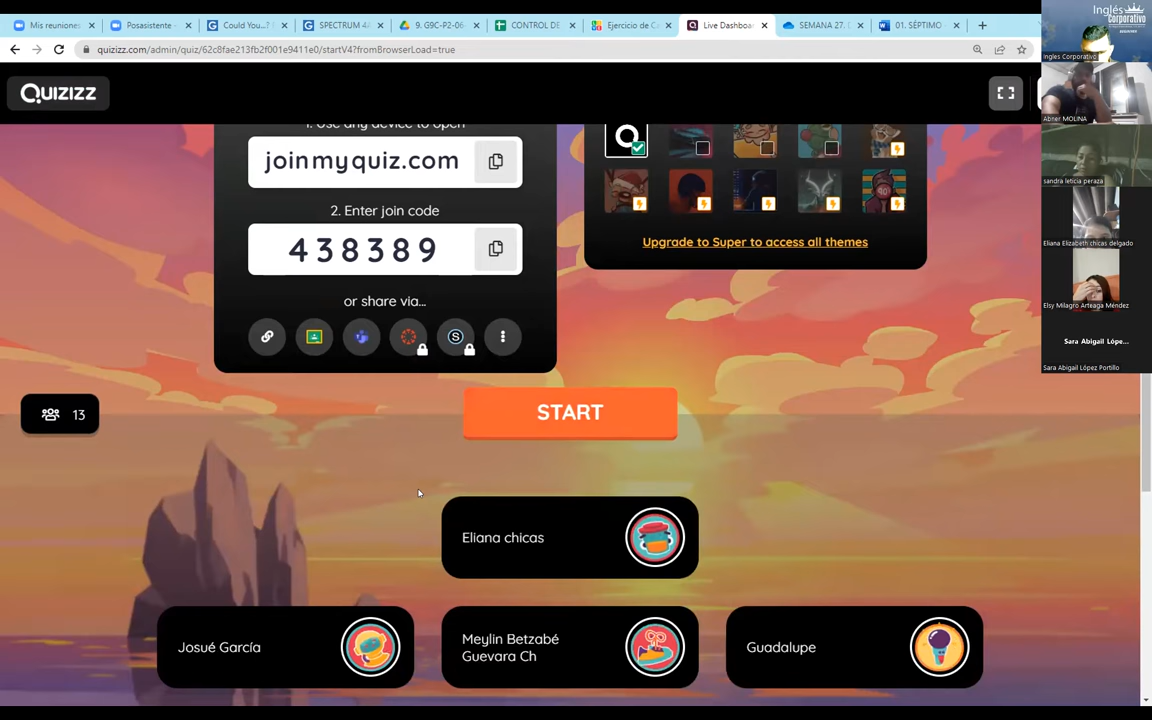 Mis reuniones
Posasistente -
Could You...?
SPECTRUM 4A
9. G9C-P2-06-
CONTROL DE
Ejercicio de C
Live Dashboa
SEMANA 27.
01. SÉPTIMO
quizizz.com/admin/quiz/62c8fae213fb2f001e9411e0/startV4?fromBrowserLoad=true
QUIZIZZ
1. Use any device to open
joinmyquiz.com
2. Enter join code
438389
or share via...
Upgrade to Super to access all themes
13
START
Eliana chicas
Josué García
Meylin Betzabé
Guevara Ch
Guadalupe
Inglés
Corporativo
Ingles Corporativo
Abner MOLINA
sandra leticia peraza
Eliana Elizabeth chicas delgado
Elsy Milagro Arteaga Méndez
Sara Abigail Lópe...
Sara Abigail López Portillo